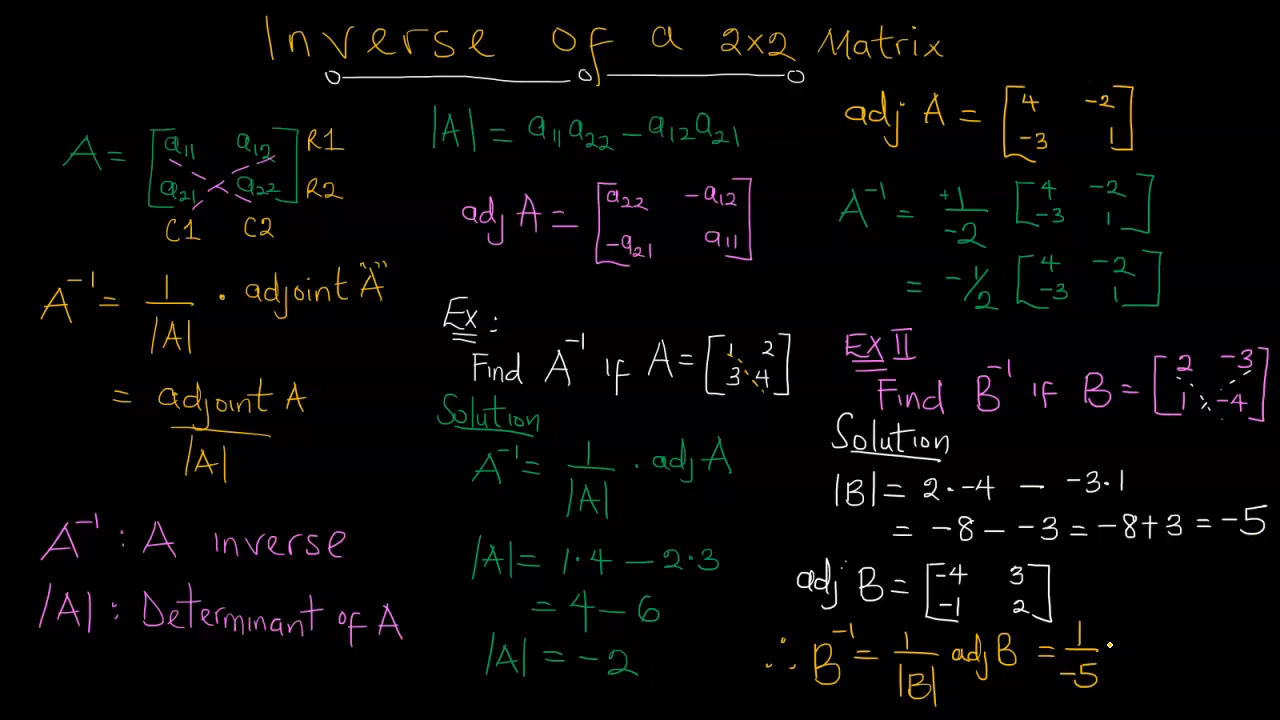 Inverse of a 2×2 Matrix
A = [a11 a12] R1
[a21 a22] R2
C1 C2
A⁻¹ = 1/|A| · adjoint "A"
= adjoint A / |A|
A⁻¹ : A inverse
|A| : Determinant of A
|A| = a11a22 − a12a21
adj A = [a22 −a12]
[−a21 a11]
Ex:
Find A⁻¹ if A = [1 2]
[3 4]
Solution
A⁻¹ = 1/|A| · adj A
|A| = 1·4 − 2·3
= 4 − 6
|A| = −2
adj A = [4 −2]
[−3 1]
A⁻¹ = +1/−2 [4 −2]
[−3 1]
= −1/2 [4 −2]
[−3 1]
EX II
Find B⁻¹ if B = [2 −3]
[1 −4]
Solution
|B| = 2·−4 − −3·1
= −8 − −3 = −8+3 = −5
adj B = [−4 3]
[−1 2]
∴ B⁻¹ = 1/|B| adj B = 1/−5